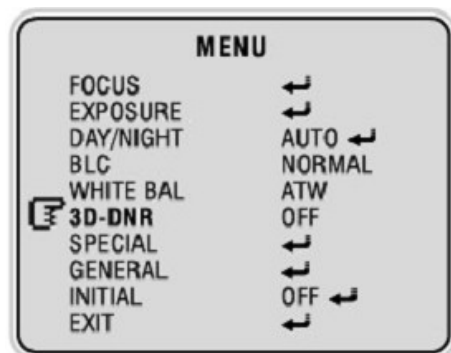 MENU
FOCUS ↵
EXPOSURE ↵
DAY/NIGHT AUTO ↵
BLC NORMAL
WHITE BAL ATW
3D-DNR OFF
SPECIAL ↵
GENERAL ↵
INITIAL OFF ↵
EXIT ↵